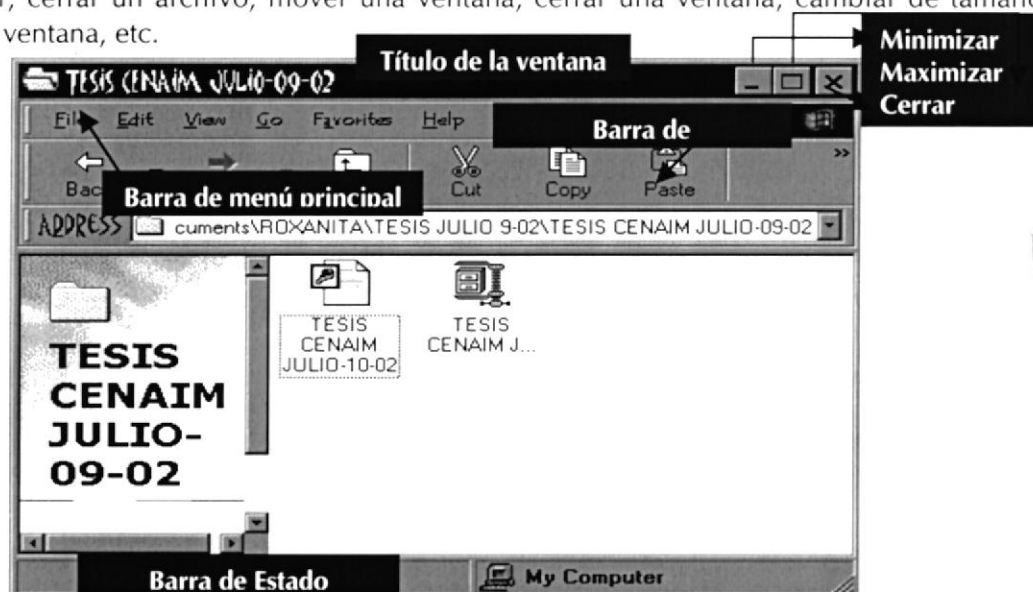 , cerrar un archivo, mover una ventana, cerrar una ventana, cambiar de tamaño
ventana, etc.
Título de la ventana
Minimizar
Maximizar
Cerrar
TESIS CENAIM JULIO-09-02
File Edit View Go Favorites Help
Barra de
Back Cut Copy Paste
»
Barra de menú principal
ADDRESS cuments\ROXANITA\TESIS JULIO 9-02\TESIS CENAIM JULIO-09-02
TESIS
CENAIM
JULIO-10-02
TESIS
CENAIM J...
TESIS
CENAIM
JULIO-
09-02
Barra de Estado
My Computer